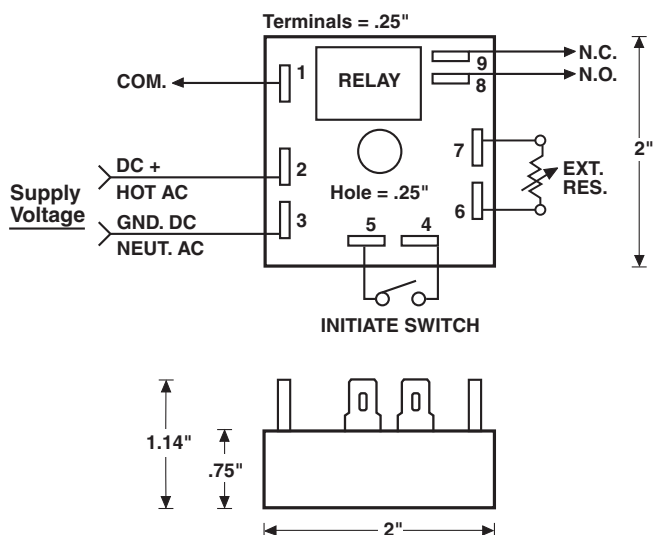 Terminals = .25"
COM.
1
RELAY
9
N.C.
8
N.O.
2"
7
EXT.
RES.
6
DC +
HOT AC
2
Hole = .25"
Supply
Voltage
GND. DC
NEUT. AC
3
5
4
INITIATE SWITCH
1.14"
.75"
2"